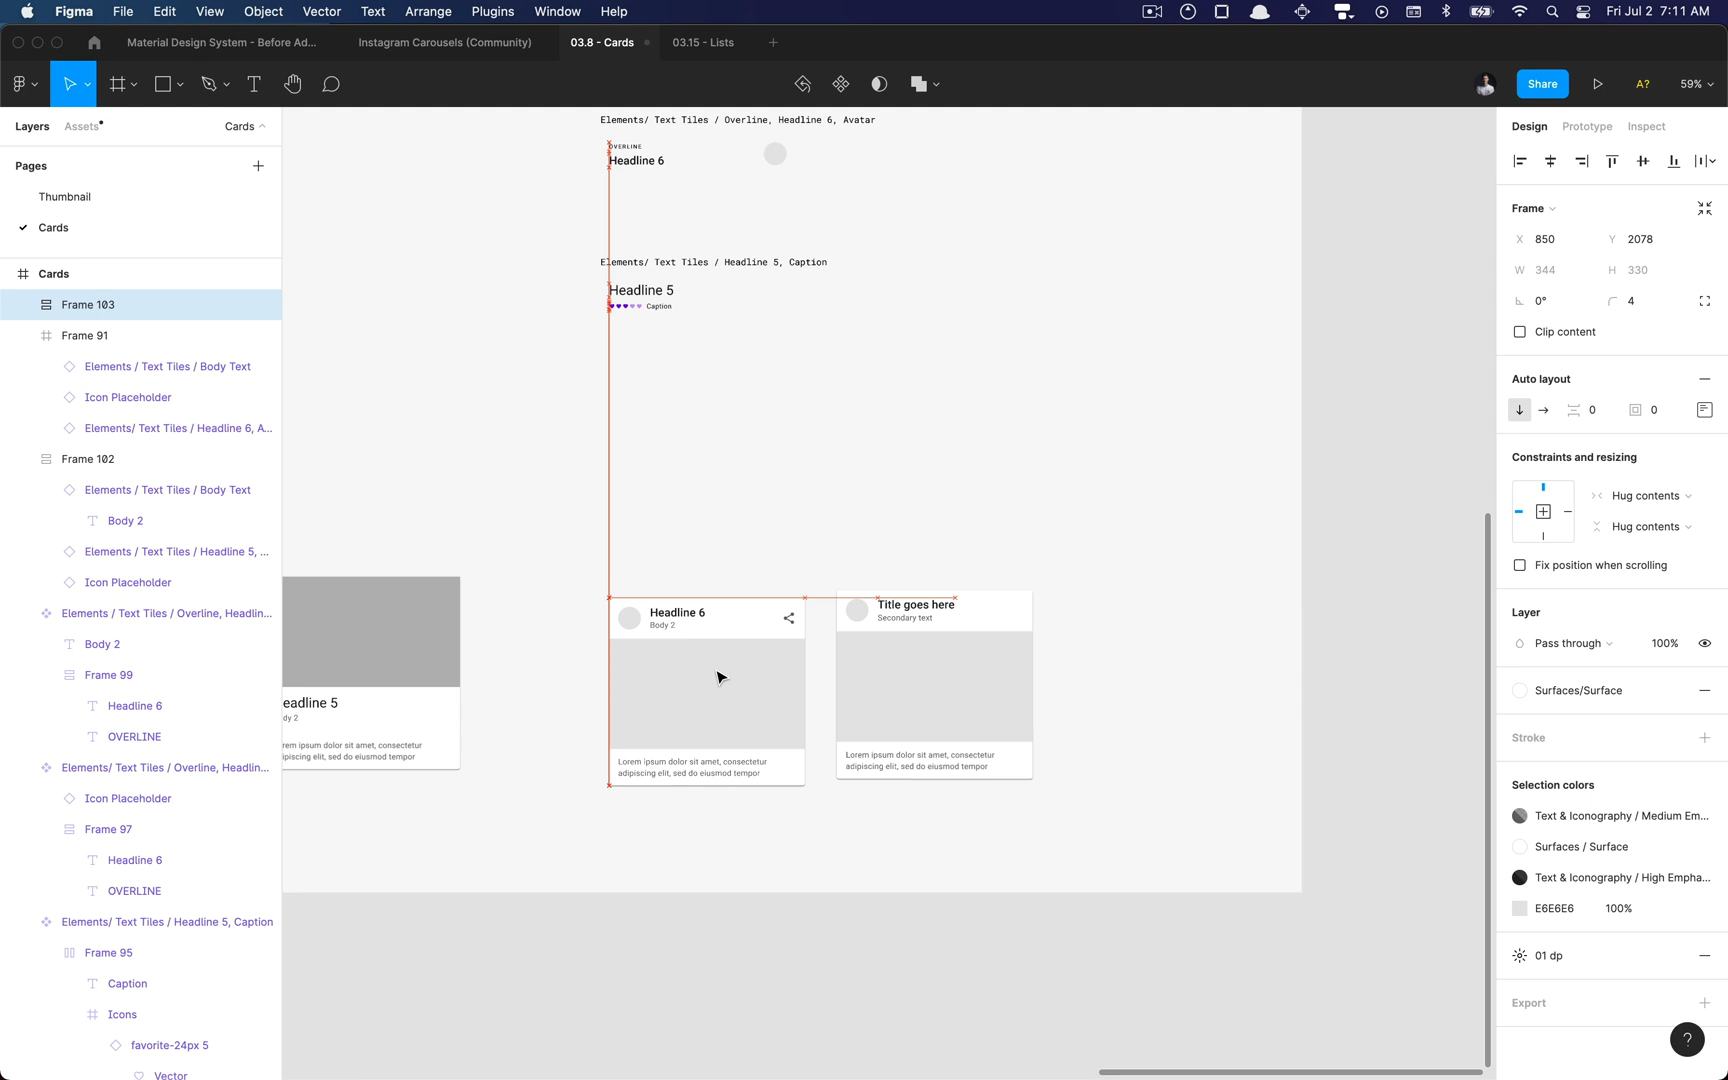 Figma File Edit View Object Vector Text Arrange Plugins Window Help Fri Jul 2 7:11 AM
Material Design System - Before Ad... Instagram Carousels (Community) 03.8 - Cards 03.15 - Lists
Share A? 59%
Layers Assets Cards
Pages
Thumbnail
Cards
Cards
Frame 103
Frame 91
Elements / Text Tiles / Body Text
Icon Placeholder
Elements/ Text Tiles / Headline 6, A...
Frame 102
Elements / Text Tiles / Body Text
Body 2
Elements / Text Tiles / Headline 5, ...
Icon Placeholder
Elements / Text Tiles / Overline, Headlin...
Body 2
Frame 99
Headline 6
OVERLINE
Elements/ Text Tiles / Overline, Headlin...
Icon Placeholder
Frame 97
Headline 6
OVERLINE
Elements/ Text Tiles / Headline 5, Caption
Frame 95
Caption
Icons
favorite-24px 5
Vector
Elements/ Text Tiles / Overline, Headline 6, Avatar
OVERLINE
Headline 6
Elements/ Text Tiles / Headline 5, Caption
Headline 5
Caption
eadline 5
dy 2
rem ipsum dolor sit amet, consectetur
ipiscing elit, sed do eiusmod tempor
Headline 6
Body 2
Lorem ipsum dolor sit amet, consectetur
adipiscing elit, sed do eiusmod tempor
Title goes here
Secondary text
Lorem ipsum dolor sit amet, consectetur
adipiscing elit, sed do eiusmod tempor
Design Prototype Inspect
Frame
X 850 Y 2078
W 344 H 330
0° 4
Clip content
Auto layout
0 0
Constraints and resizing
Hug contents
Hug contents
Fix position when scrolling
Layer
Pass through 100%
Surfaces/Surface
Stroke
Selection colors
Text & Iconography / Medium Em...
Surfaces / Surface
Text & Iconography / High Empha...
E6E6E6 100%
01 dp
Export
?